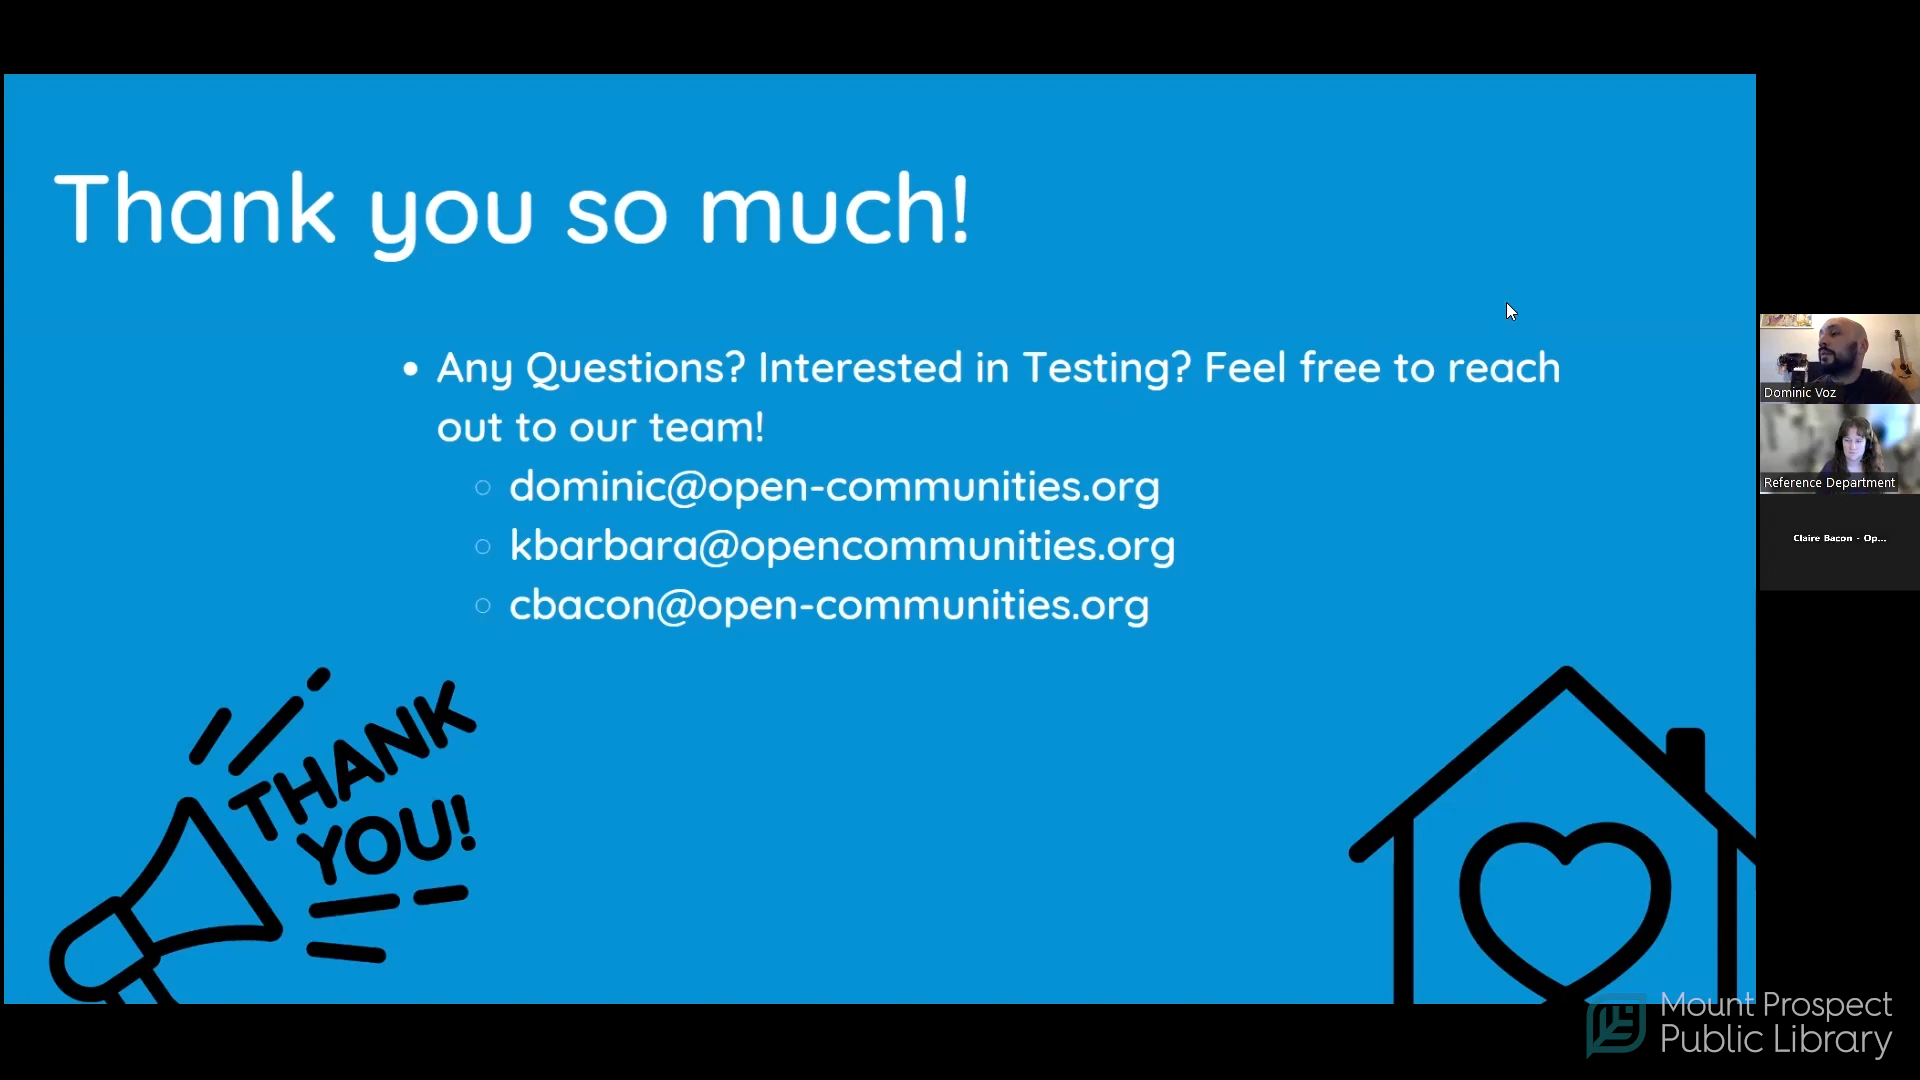 Thank you so much!
• Any Questions? Interested in Testing? Feel free to reach
out to our team!
○ dominic@open-communities.org
○ kbarbara@opencommunities.org
○ cbacon@open-communities.org
THANK
YOU!
Dominic Voz
Reference Department
Claire Bacon - Op...
Mount Prospect
Public Library